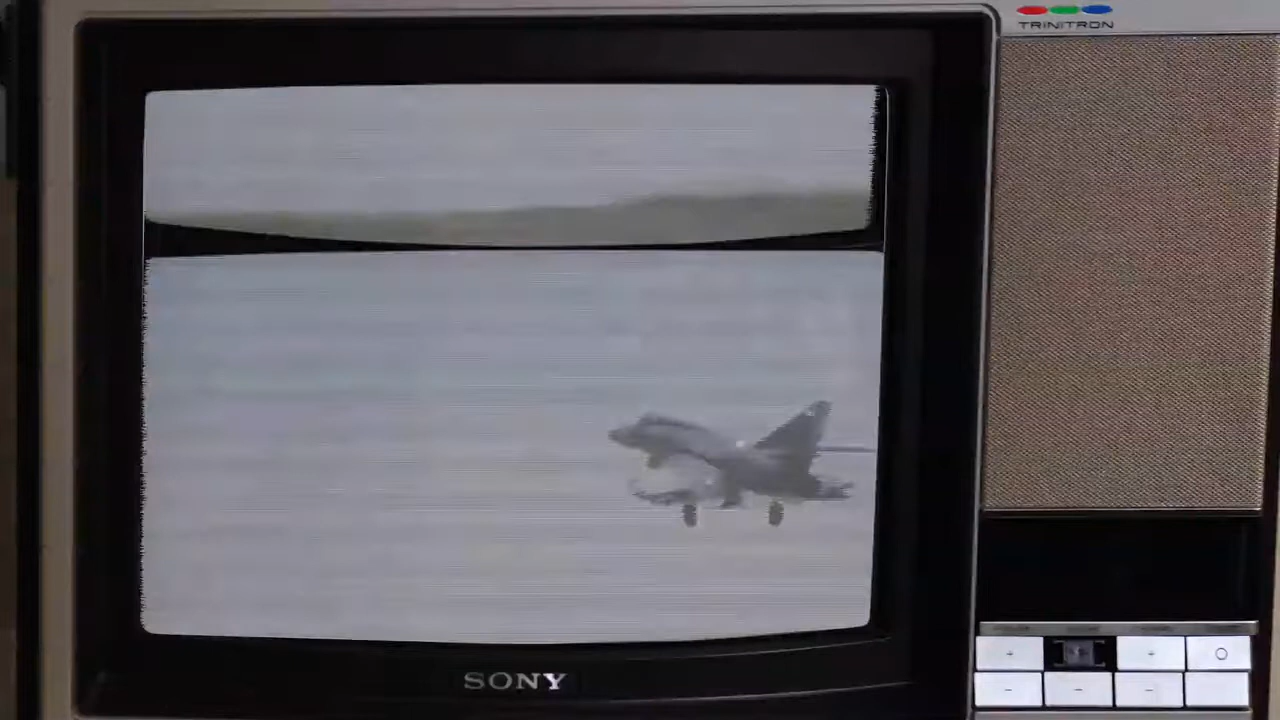 TRINITRON
SONY
+ + ○
- - -